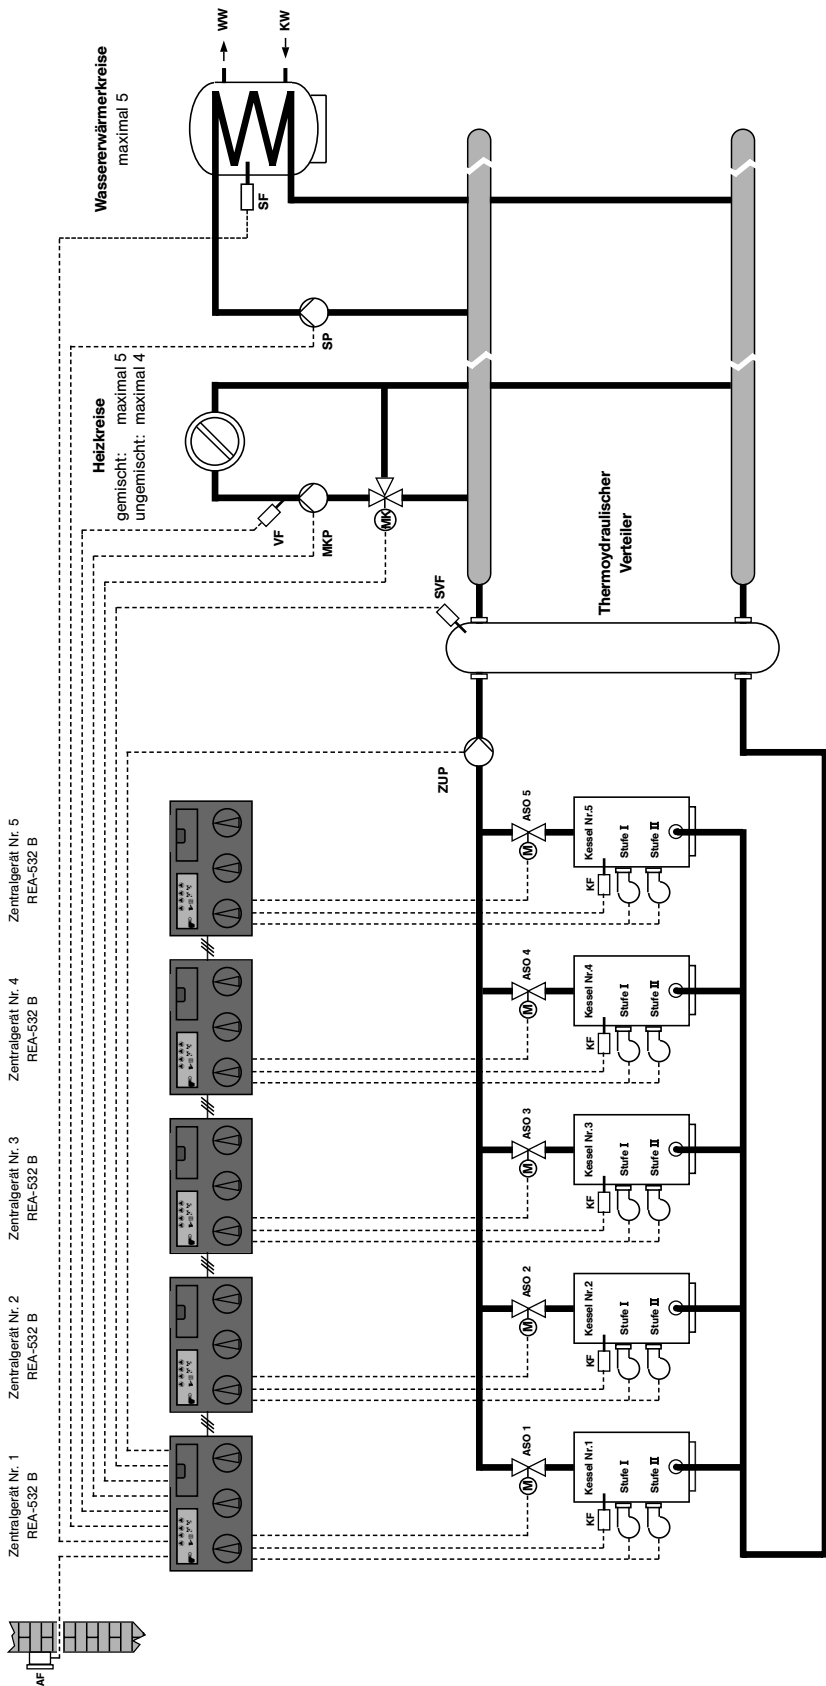 AF
Zentralgerät Nr. 1
REA-532 B
Zentralgerät Nr. 2
REA-532 B
Zentralgerät Nr. 3
REA-532 B
Zentralgerät Nr. 4
REA-532 B
Zentralgerät Nr. 5
REA-532 B
Heizkreise
gemischt: maximal 5
ungemischt: maximal 4
Wassererwärmerkreise
maximal 5
WW
KW
SF
SP
VF
MKP
MK
SVF
ZUP
Thermoydraulischer
Verteiler
ASO 1
M
ASO 2
M
ASO 3
M
ASO 4
M
ASO 5
M
KF
Kessel Nr.1
Stufe I
Stufe II
KF
Kessel Nr.2
Stufe I
Stufe II
KF
Kessel Nr.3
Stufe I
Stufe II
KF
Kessel Nr.4
Stufe I
Stufe II
KF
Kessel Nr.5
Stufe I
Stufe II